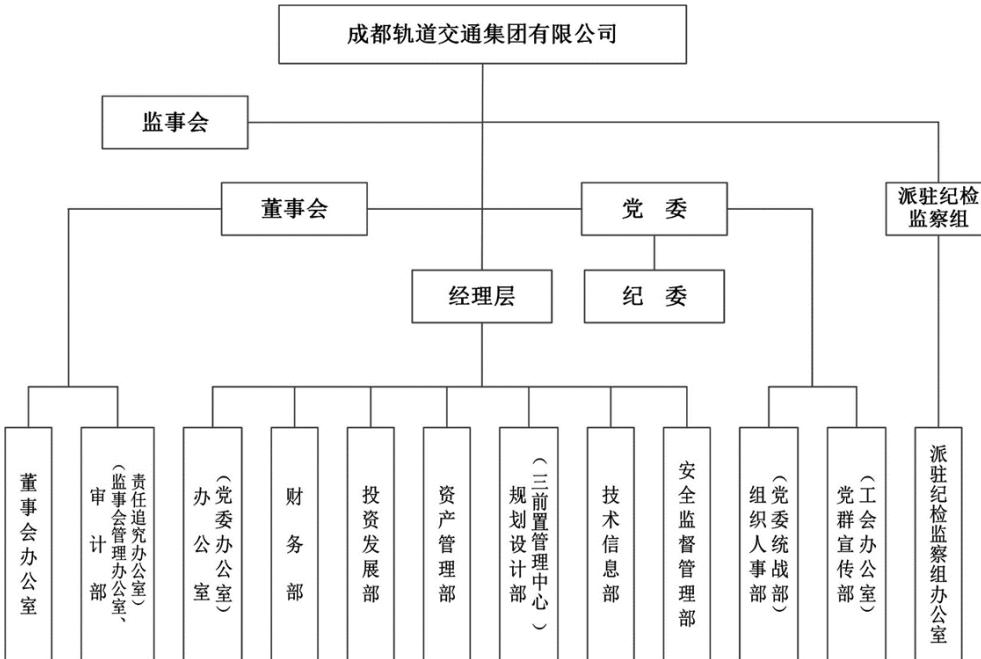 成都轨道交通集团有限公司
监事会
董事会
党 委
派驻纪检
监察组
经理层
纪 委
董事会办公室
审计部
（监事会管理办公室、
责任追究办公室）
办公室
（党委办公室）
财务部
投资发展部
资产管理部
规划设计部
（三前置管理中心）
技术信息部
安全监督管理部
组织人事部
（党委统战部）
党群宣传部
（工会办公室）
派驻纪检监察组办公室